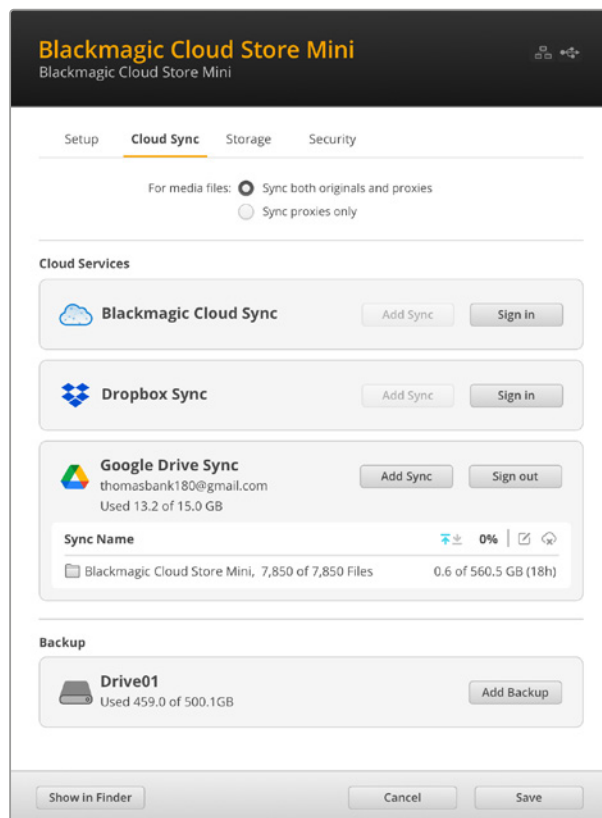 Blackmagic Cloud Store Mini
Blackmagic Cloud Store Mini
Setup Cloud Sync Storage Security
For media files: Sync both originals and proxies
Sync proxies only
Cloud Services
Blackmagic Cloud Sync Add Sync Sign in
Dropbox Sync Add Sync Sign in
Google Drive Sync Add Sync Sign out
thomasbank180@gmail.com
Used 13.2 of 15.0 GB
Sync Name 0%
Blackmagic Cloud Store Mini, 7,850 of 7,850 Files 0.6 of 560.5 GB (18h)
Backup
Drive01 Add Backup
Used 459.0 of 500.1GB
Show in Finder Cancel Save